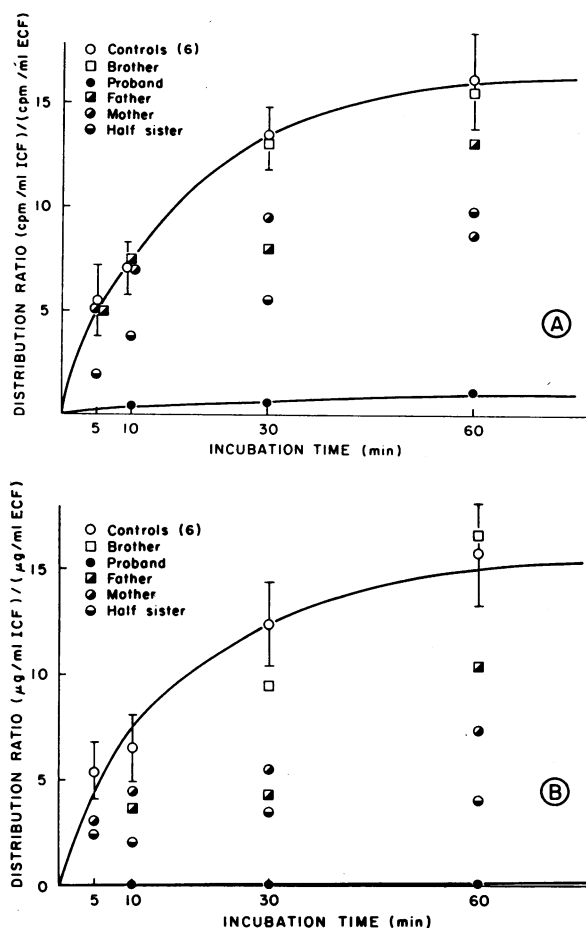 DISTRIBUTION RATIO (cpm/ml ICF)/(cpm/ml ECF)
15
10
5
Controls (6)
Brother
Proband
Father
Mother
Half sister
A
5 10 30 60
INCUBATION TIME (min)
DISTRIBUTION RATIO (μg/ml ICF)/(μg/ml ECF)
15
10
5
0
Controls (6)
Brother
Proband
Father
Mother
Half sister
B
5 10 30 60
INCUBATION TIME (min)